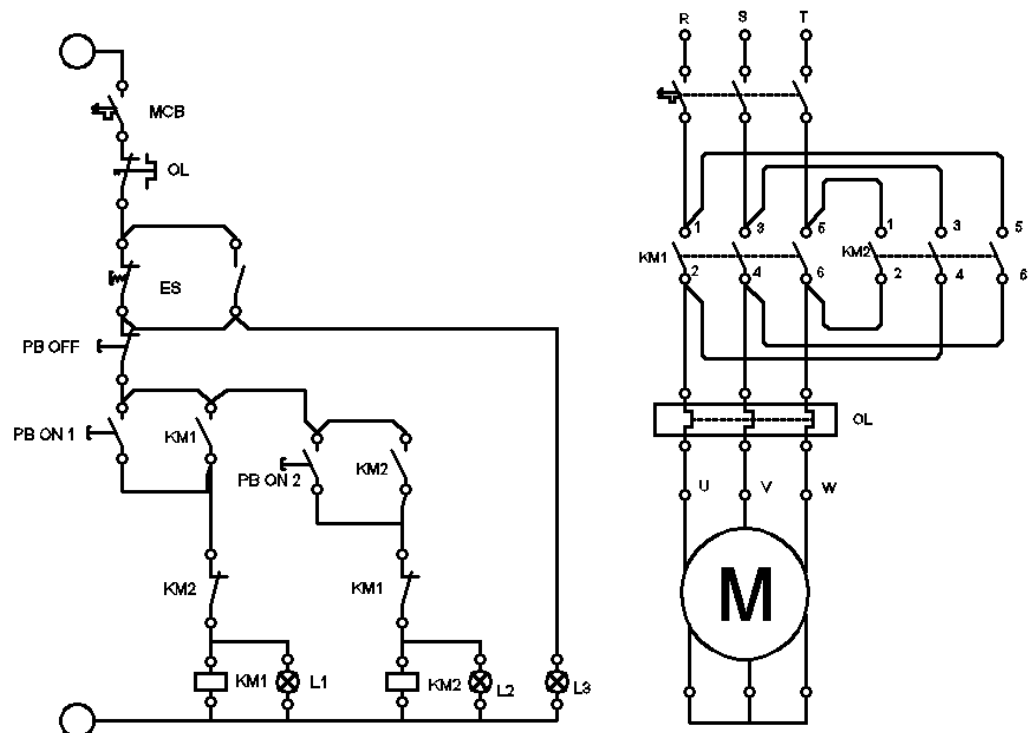 MCB
OL
ES
PB OFF
PB ON 1
KM1
PB ON 2
KM2
KM2
KM1
KM1
L1
KM2
L2
L3
R S T
1 3 5 1 3 5
KM1 KM2
2 4 6 2 4 6
OL
U V W
M